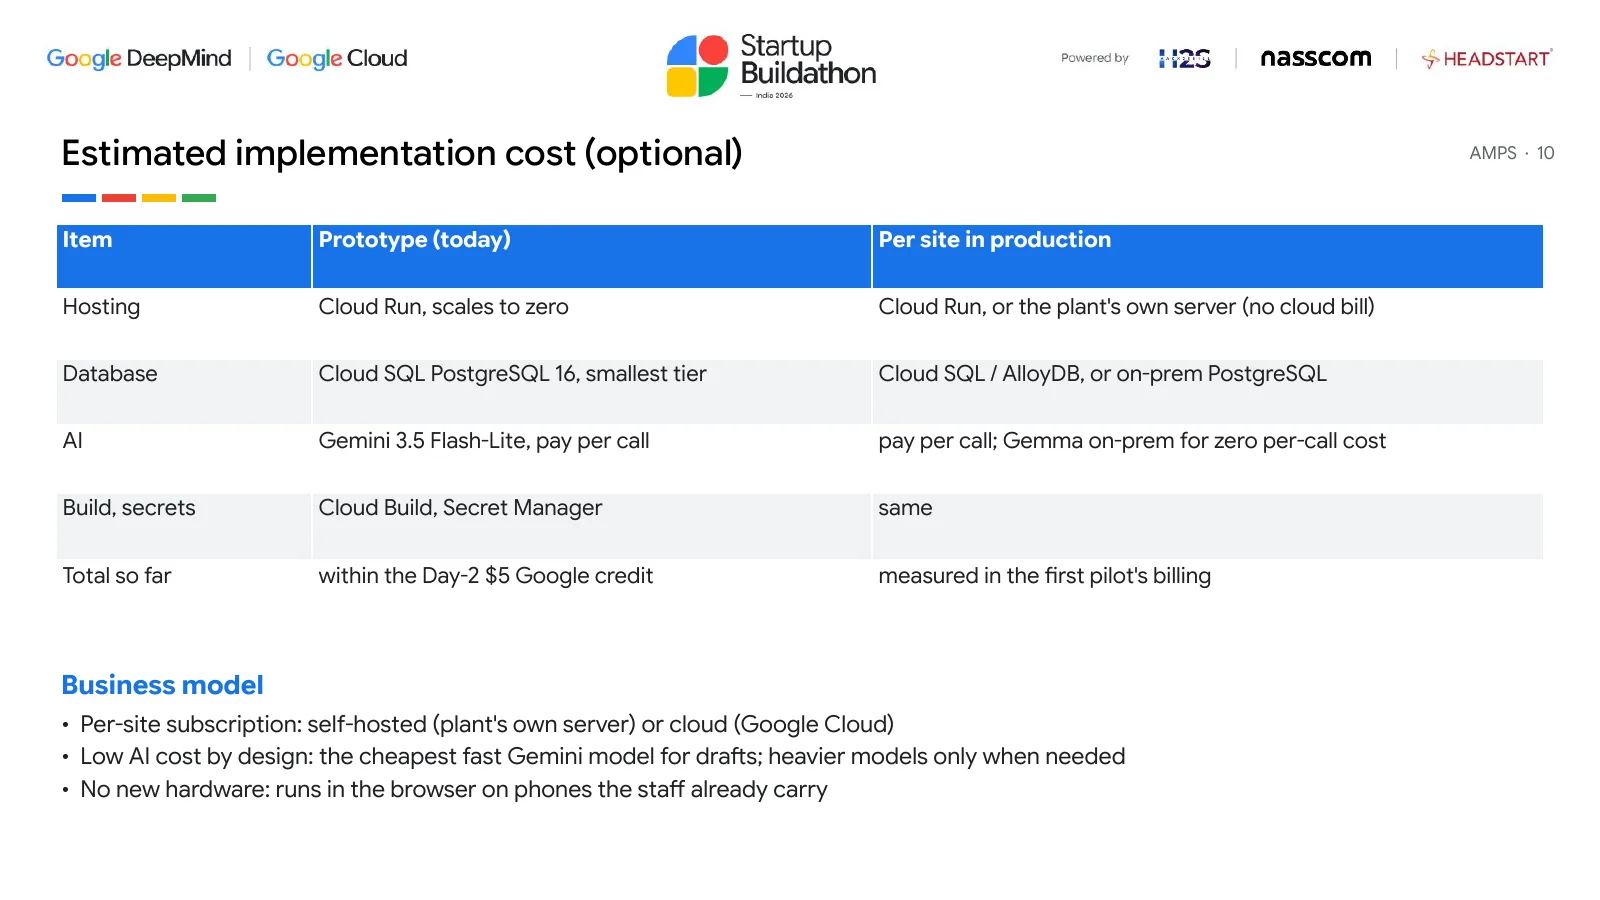 Google DeepMind | Google Cloud
Startup
Buildathon
India 2026
Powered by
H2S
nasscom
HEADSTART
Estimated implementation cost (optional)
AMPS · 10
Item Prototype (today) Per site in production
Hosting Cloud Run, scales to zero Cloud Run, or the plant's own server (no cloud bill)
Database Cloud SQL PostgreSQL 16, smallest tier Cloud SQL / AlloyDB, or on-prem PostgreSQL
AI Gemini 3.5 Flash-Lite, pay per call pay per call; Gemma on-prem for zero per-call cost
Build, secrets Cloud Build, Secret Manager same
Total so far within the Day-2 $5 Google credit measured in the first pilot's billing
Business model
• Per-site subscription: self-hosted (plant's own server) or cloud (Google Cloud)
• Low AI cost by design: the cheapest fast Gemini model for drafts; heavier models only when needed
• No new hardware: runs in the browser on phones the staff already carry